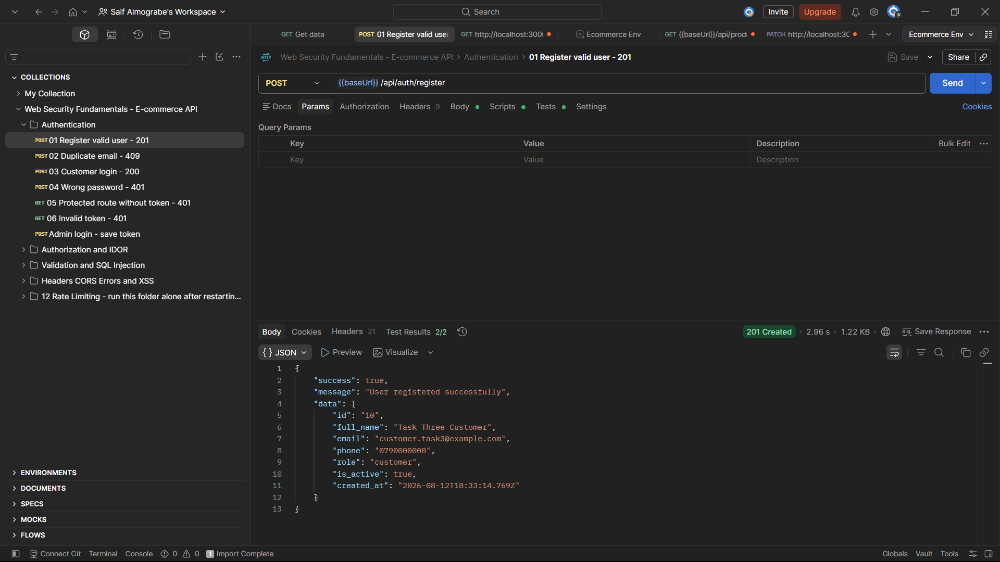 Saif Almograbe's Workspace
Search
Invite
Upgrade
GET Get data
POST 01 Register valid user
GET http://localhost:300
Ecommerce Env
GET {{baseUrl}}/api/prod
PATCH http://localhost:30
Ecommerce Env
Web Security Fundamentals - E-commerce API > Authentication > 01 Register valid user - 201
Save
Share
COLLECTIONS
My Collection
Web Security Fundamentals - E-commerce API
Authentication
POST 01 Register valid user - 201
POST 02 Duplicate email - 409
POST 03 Customer login - 200
POST 04 Wrong password - 401
GET 05 Protected route without token - 401
GET 06 Invalid token - 401
POST Admin login - save token
Authorization and IDOR
Validation and SQL Injection
Headers CORS Errors and XSS
12 Rate Limiting - run this folder alone after restartin...
ENVIRONMENTS
DOCUMENTS
SPECS
MOCKS
FLOWS
HTTP
POST
{{baseUrl}} /api/auth/register
Send
Docs
Params
Authorization
Headers 9
Body
Scripts
Tests
Settings
Cookies
Query Params
Key Value Description Bulk Edit
Key Value Description
Body
Cookies
Headers 21
Test Results 2/2
201 Created
2.96 s
1.22 KB
e.g. Save Response
{} JSON
Preview
Visualize
1 {
2 "success": true,
3 "message": "User registered successfully",
4 "data": {
5 "id": "10",
6 "full_name": "Task Three Customer",
7 "email": "customer.task3@example.com",
8 "phone": "0790000000",
9 "role": "customer",
10 "is_active": true,
11 "created_at": "2026-08-12T18:33:14.769Z"
12 }
13 }
Connect Git
Terminal
Console
0
0
1 Import Complete
Globals
Vault
Tools